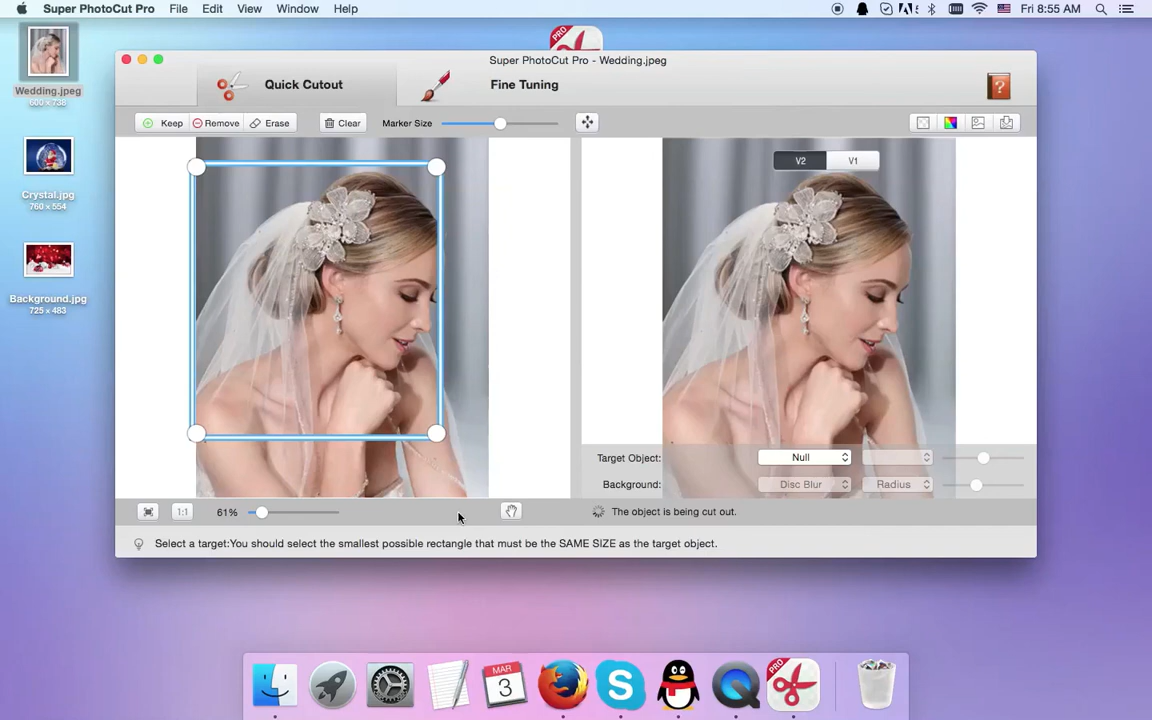 Super PhotoCut Pro File Edit View Window Help Fri 8:55 AM
Wedding.jpeg
600 x 738
Crystal.jpg
760 x 554
Background.jpg
725 x 483
PRO
Super PhotoCut Pro - Wedding.jpeg
Quick Cutout Fine Tuning ?
Keep Remove Erase Clear Marker Size
V2 V1
Target Object: Null
Background: Disc Blur Radius
1:1 61% The object is being cut out.
Select a target:You should select the smallest possible rectangle that must be the SAME SIZE as the target object.
MAR
3
S
PRO